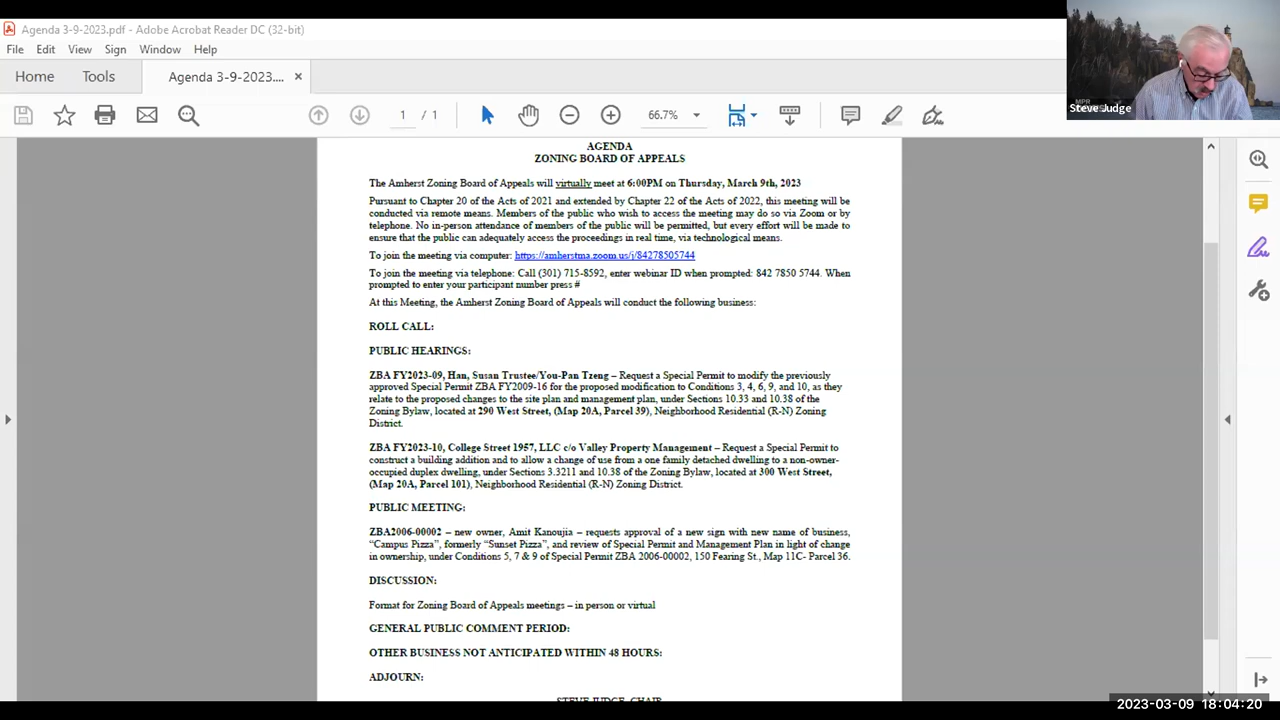 Agenda 3-9-2023.pdf - Adobe Acrobat Reader DC (32-bit)
File Edit View Sign Window Help
Home Tools Agenda 3-9-2023.... ×
1 / 1 66.7%
AGENDA
ZONING BOARD OF APPEALS
The Amherst Zoning Board of Appeals will virtually meet at 6:00PM on Thursday, March 9th, 2023
Pursuant to Chapter 20 of the Acts of 2021 and extended by Chapter 22 of the Acts of 2022, this meeting will be
conducted via remote means. Members of the public who wish to access the meeting may do so via Zoom or by
telephone. No in-person attendance of members of the public will be permitted, but every effort will be made to
ensure that the public can adequately access the proceedings in real time, via technological means.
To join the meeting via computer: https://amherstma.zoom.us/j/84278505744
To join the meeting via telephone: Call (301) 715-8592, enter webinar ID when prompted: 842 7850 5744. When
prompted to enter your participant number press #
At this Meeting, the Amherst Zoning Board of Appeals will conduct the following business:
ROLL CALL:
PUBLIC HEARINGS:
ZBA FY2023-09, Han, Susan Trustee/You-Pan Tzeng – Request a Special Permit to modify the previously
approved Special Permit ZBA FY2009-16 for the proposed modification to Conditions 3, 4, 6, 9, and 10, as they
relate to the proposed changes to the site plan and management plan, under Sections 10.33 and 10.38 of the
Zoning Bylaw, located at 290 West Street, (Map 20A, Parcel 39), Neighborhood Residential (R-N) Zoning
District.
ZBA FY2023-10, College Street 1957, LLC c/o Valley Property Management – Request a Special Permit to
construct a building addition and to allow a change of use from a one family detached dwelling to a non-owner-
occupied duplex dwelling, under Sections 3.3211 and 10.38 of the Zoning Bylaw, located at 300 West Street,
(Map 20A, Parcel 101), Neighborhood Residential (R-N) Zoning District.
PUBLIC MEETING:
ZBA2006-00002 – new owner, Amit Kanoujia – requests approval of a new sign with new name of business,
“Campus Pizza”, formerly “Sunset Pizza”, and review of Special Permit and Management Plan in light of change
in ownership, under Conditions 5, 7 & 9 of Special Permit ZBA 2006-00002, 150 Fearing St., Map 11C- Parcel 36.
DISCUSSION:
Format for Zoning Board of Appeals meetings – in person or virtual
GENERAL PUBLIC COMMENT PERIOD:
OTHER BUSINESS NOT ANTICIPATED WITHIN 48 HOURS:
ADJOURN:
STEVE JUDGE, CHAIR
MPR
Steve Judge
2023-03-09 18:04:20